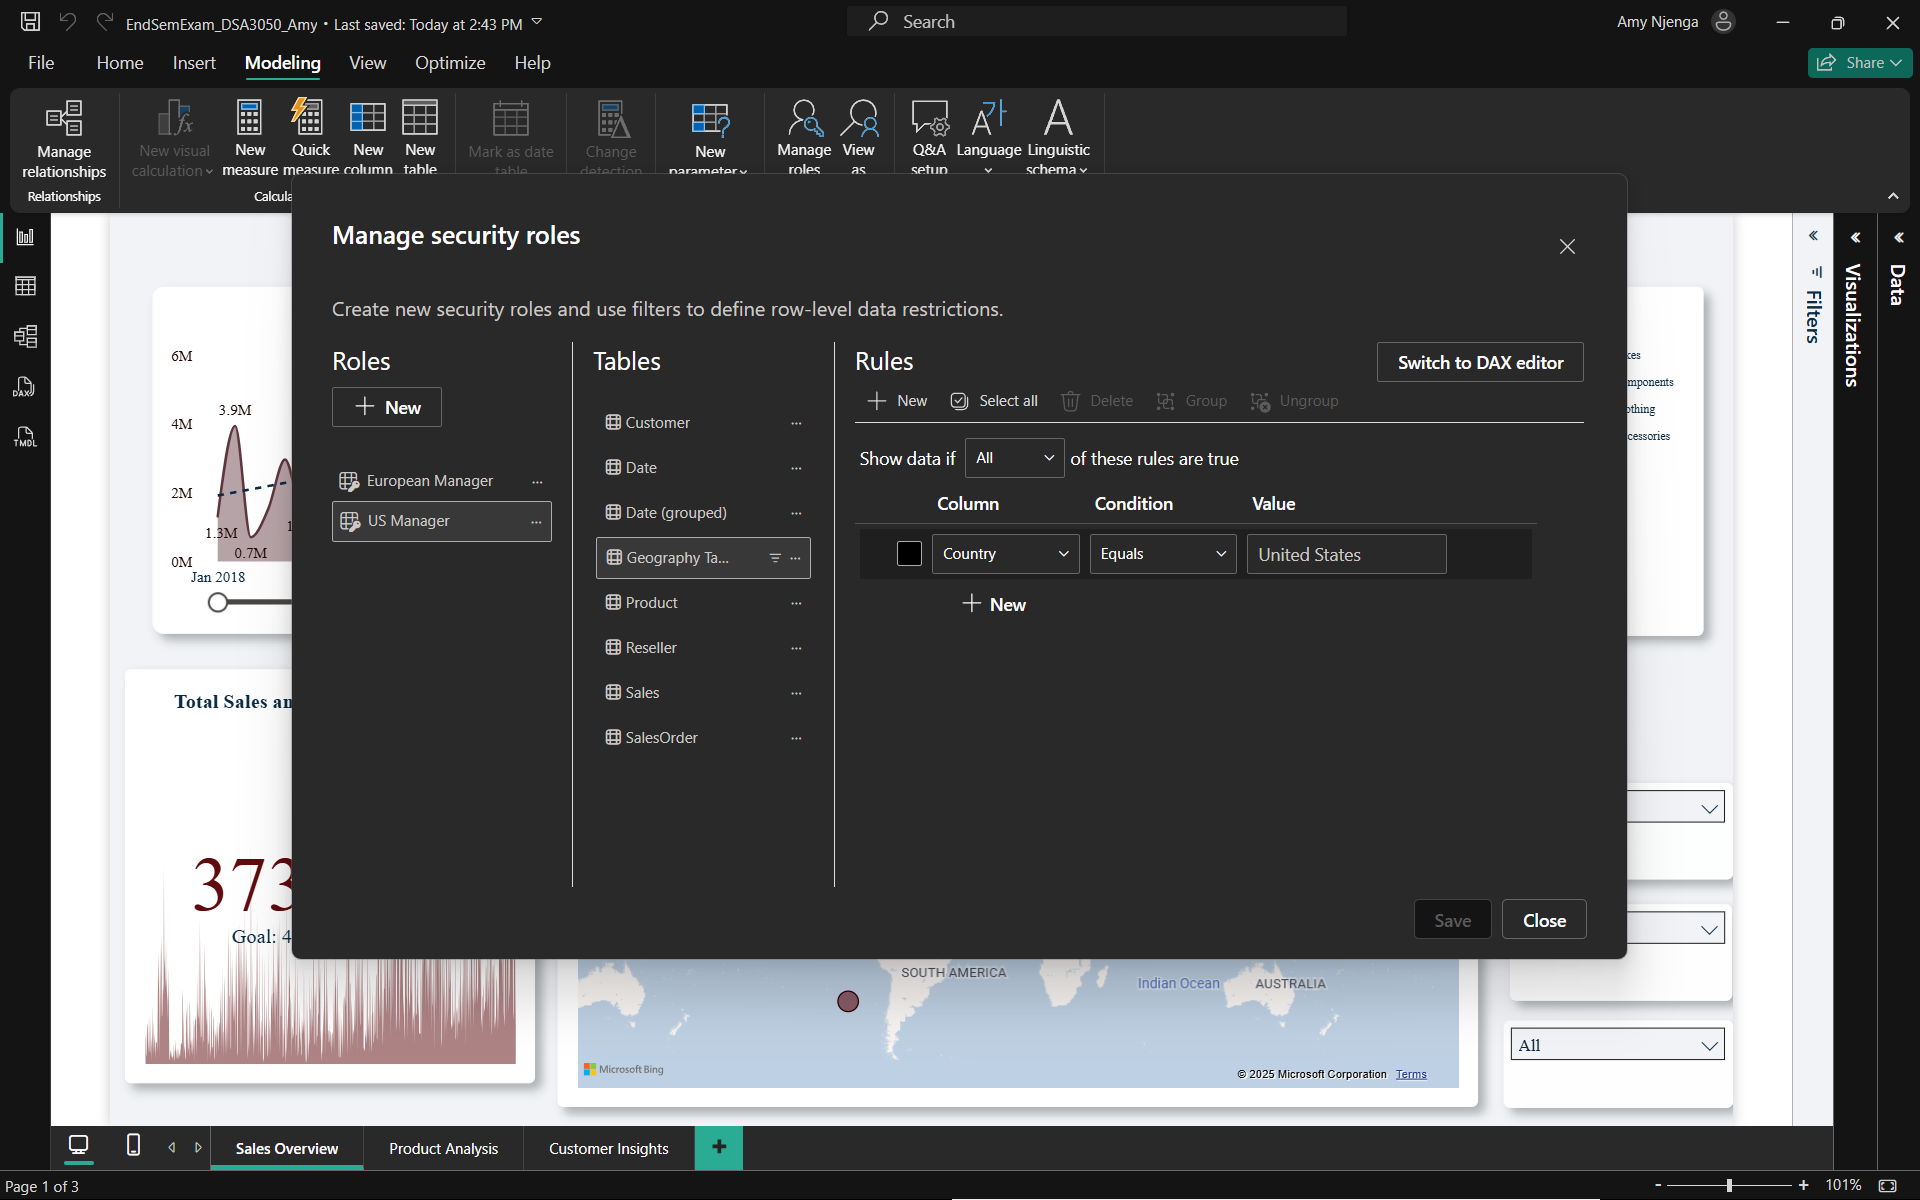 EndSemExam_DSA3050_Amy • Last saved: Today at 2:43 PM
Search
Amy Njenga
File
Home
Insert
Modeling
View
Optimize
Help
Share
Manage relationships
New visual calculation
New measure
Quick measure
New column
New table
Mark as date table
Change detection
New parameter
Manage roles
View as
Q&A setup
Language
Linguistic schema
Relationships
Manage security roles
Create new security roles and use filters to define row-level data restrictions.
Roles
New
European Manager
US Manager
Tables
Customer
Date
Date (grouped)
Geography Ta...
Product
Reseller
Sales
SalesOrder
Rules
Switch to DAX editor
New
Select all
Delete
Group
Ungroup
Show data if All of these rules are true
Column
Condition
Value
Country
Equals
United States
New
Save
Close
Filters
Visualizations
Data
DAX
TMDL
6M
4M
2M
0M
3.9M
1.3M
0.7M
Jan 2018
Total Sales an
373
Goal: 4
mponents
cessories
SOUTH AMERICA
Indian Ocean
AUSTRALIA
Microsoft Bing
© 2025 Microsoft Corporation Terms
All
Sales Overview
Product Analysis
Customer Insights
Page 1 of 3
- + 101%